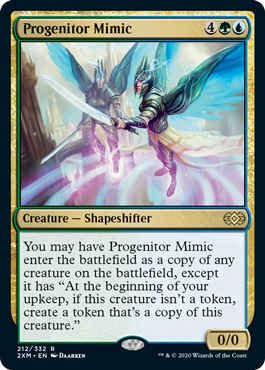 Progenitor Mimic 4
Creature — Shapeshifter
You may have Progenitor Mimic
enter the battlefield as a copy of any
creature on the battlefield, except
it has “At the beginning of your
upkeep, if this creature isn't a token,
create a token that's a copy of this
creature.”
0/0
212/332 R
2XM • EN DAARKEN
™ & © 2020 Wizards of the Coast